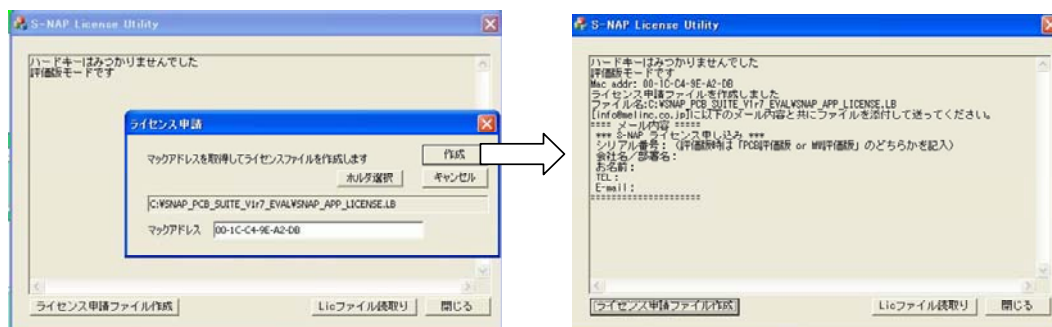 S-NAP License Utility
ハードキーはみつかりませんでした
評価版モードです
ライセンス申請
マックアドレスを取得してライセンスファイルを作成します
作成
ホルダ選択
キャンセル
C:¥SNAP_PCB_SUITE_V1r7_EVAL¥SNAP_APP_LICENSE.LB
マックアドレス 00-1C-C4-9E-A2-DB
ライセンス申請ファイル作成
Licファイル読取り
閉じる
S-NAP License Utility
ハードキーはみつかりませんでした
評価版モードです
Mac addr: 00-1C-C4-9E-A2-DB
ライセンス申請ファイルを作成しました
ファイル名:C:¥SNAP_PCB_SUITE_V1r7_EVAL¥SNAP_APP_LICENSE.LB
[info@melinc.co.jp]に以下のメール内容と共にファイルを添付して送ってください。
==== メール内容 =====
*** S-NAP ライセンス申し込み ***
シリアル番号: (評価版時は「PCB評価版 or MW評価版」のどちらかを記入)
会社名/部署名:
お名前:
TEL:
E-mail:
=====================
ライセンス申請ファイル作成
Licファイル読取り
閉じる